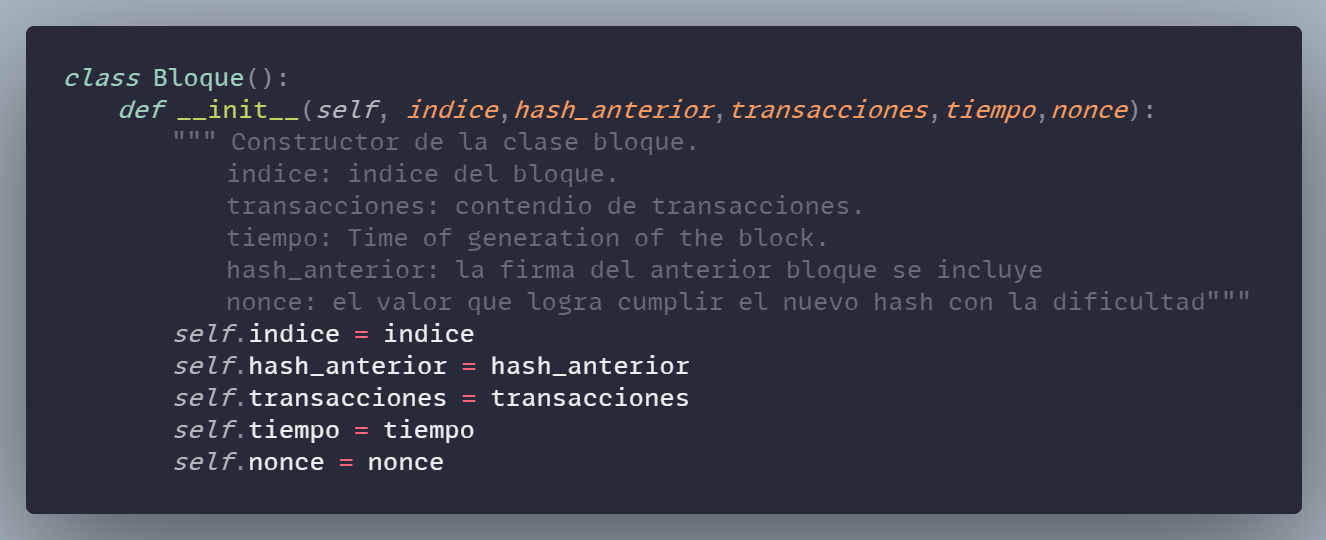 class Bloque():
    def __init__(self, indice,hash_anterior,transacciones,tiempo,nonce):
        """ Constructor de la clase bloque.
            indice: indice del bloque.
            transacciones: contendio de transacciones.
            tiempo: Time of generation of the block.
            hash_anterior: la firma del anterior bloque se incluye
            nonce: el valor que logra cumplir el nuevo hash con la dificultad"""
        self.indice = indice
        self.hash_anterior = hash_anterior
        self.transacciones = transacciones
        self.tiempo = tiempo
        self.nonce = nonce